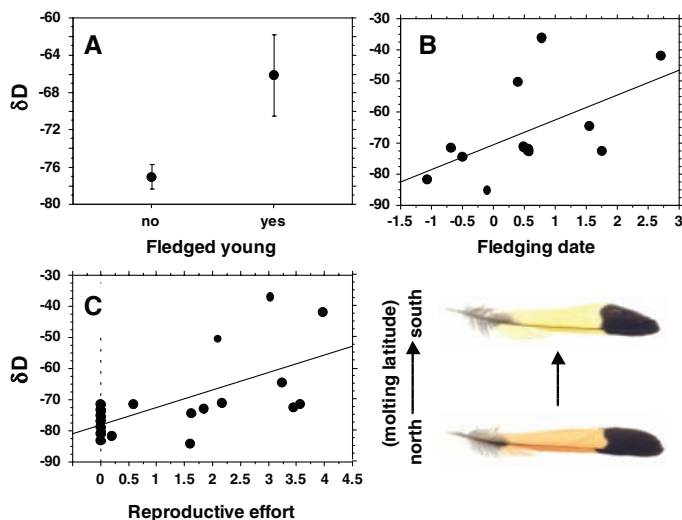 A
δD
-60
-64
-68
-72
-76
-80
no yes
Fledged young
B
-30
-40
-50
-60
-70
-80
-90
-1.5 -1 -0.5 0 0.5 1 1.5 2 2.5 3
Fledging date
C
δD
-30
-40
-50
-60
-70
-80
-90
0 0.5 1 1.5 2 2.5 3 3.5 4 4.5
Reproductive effort
(molting latitude)
north south